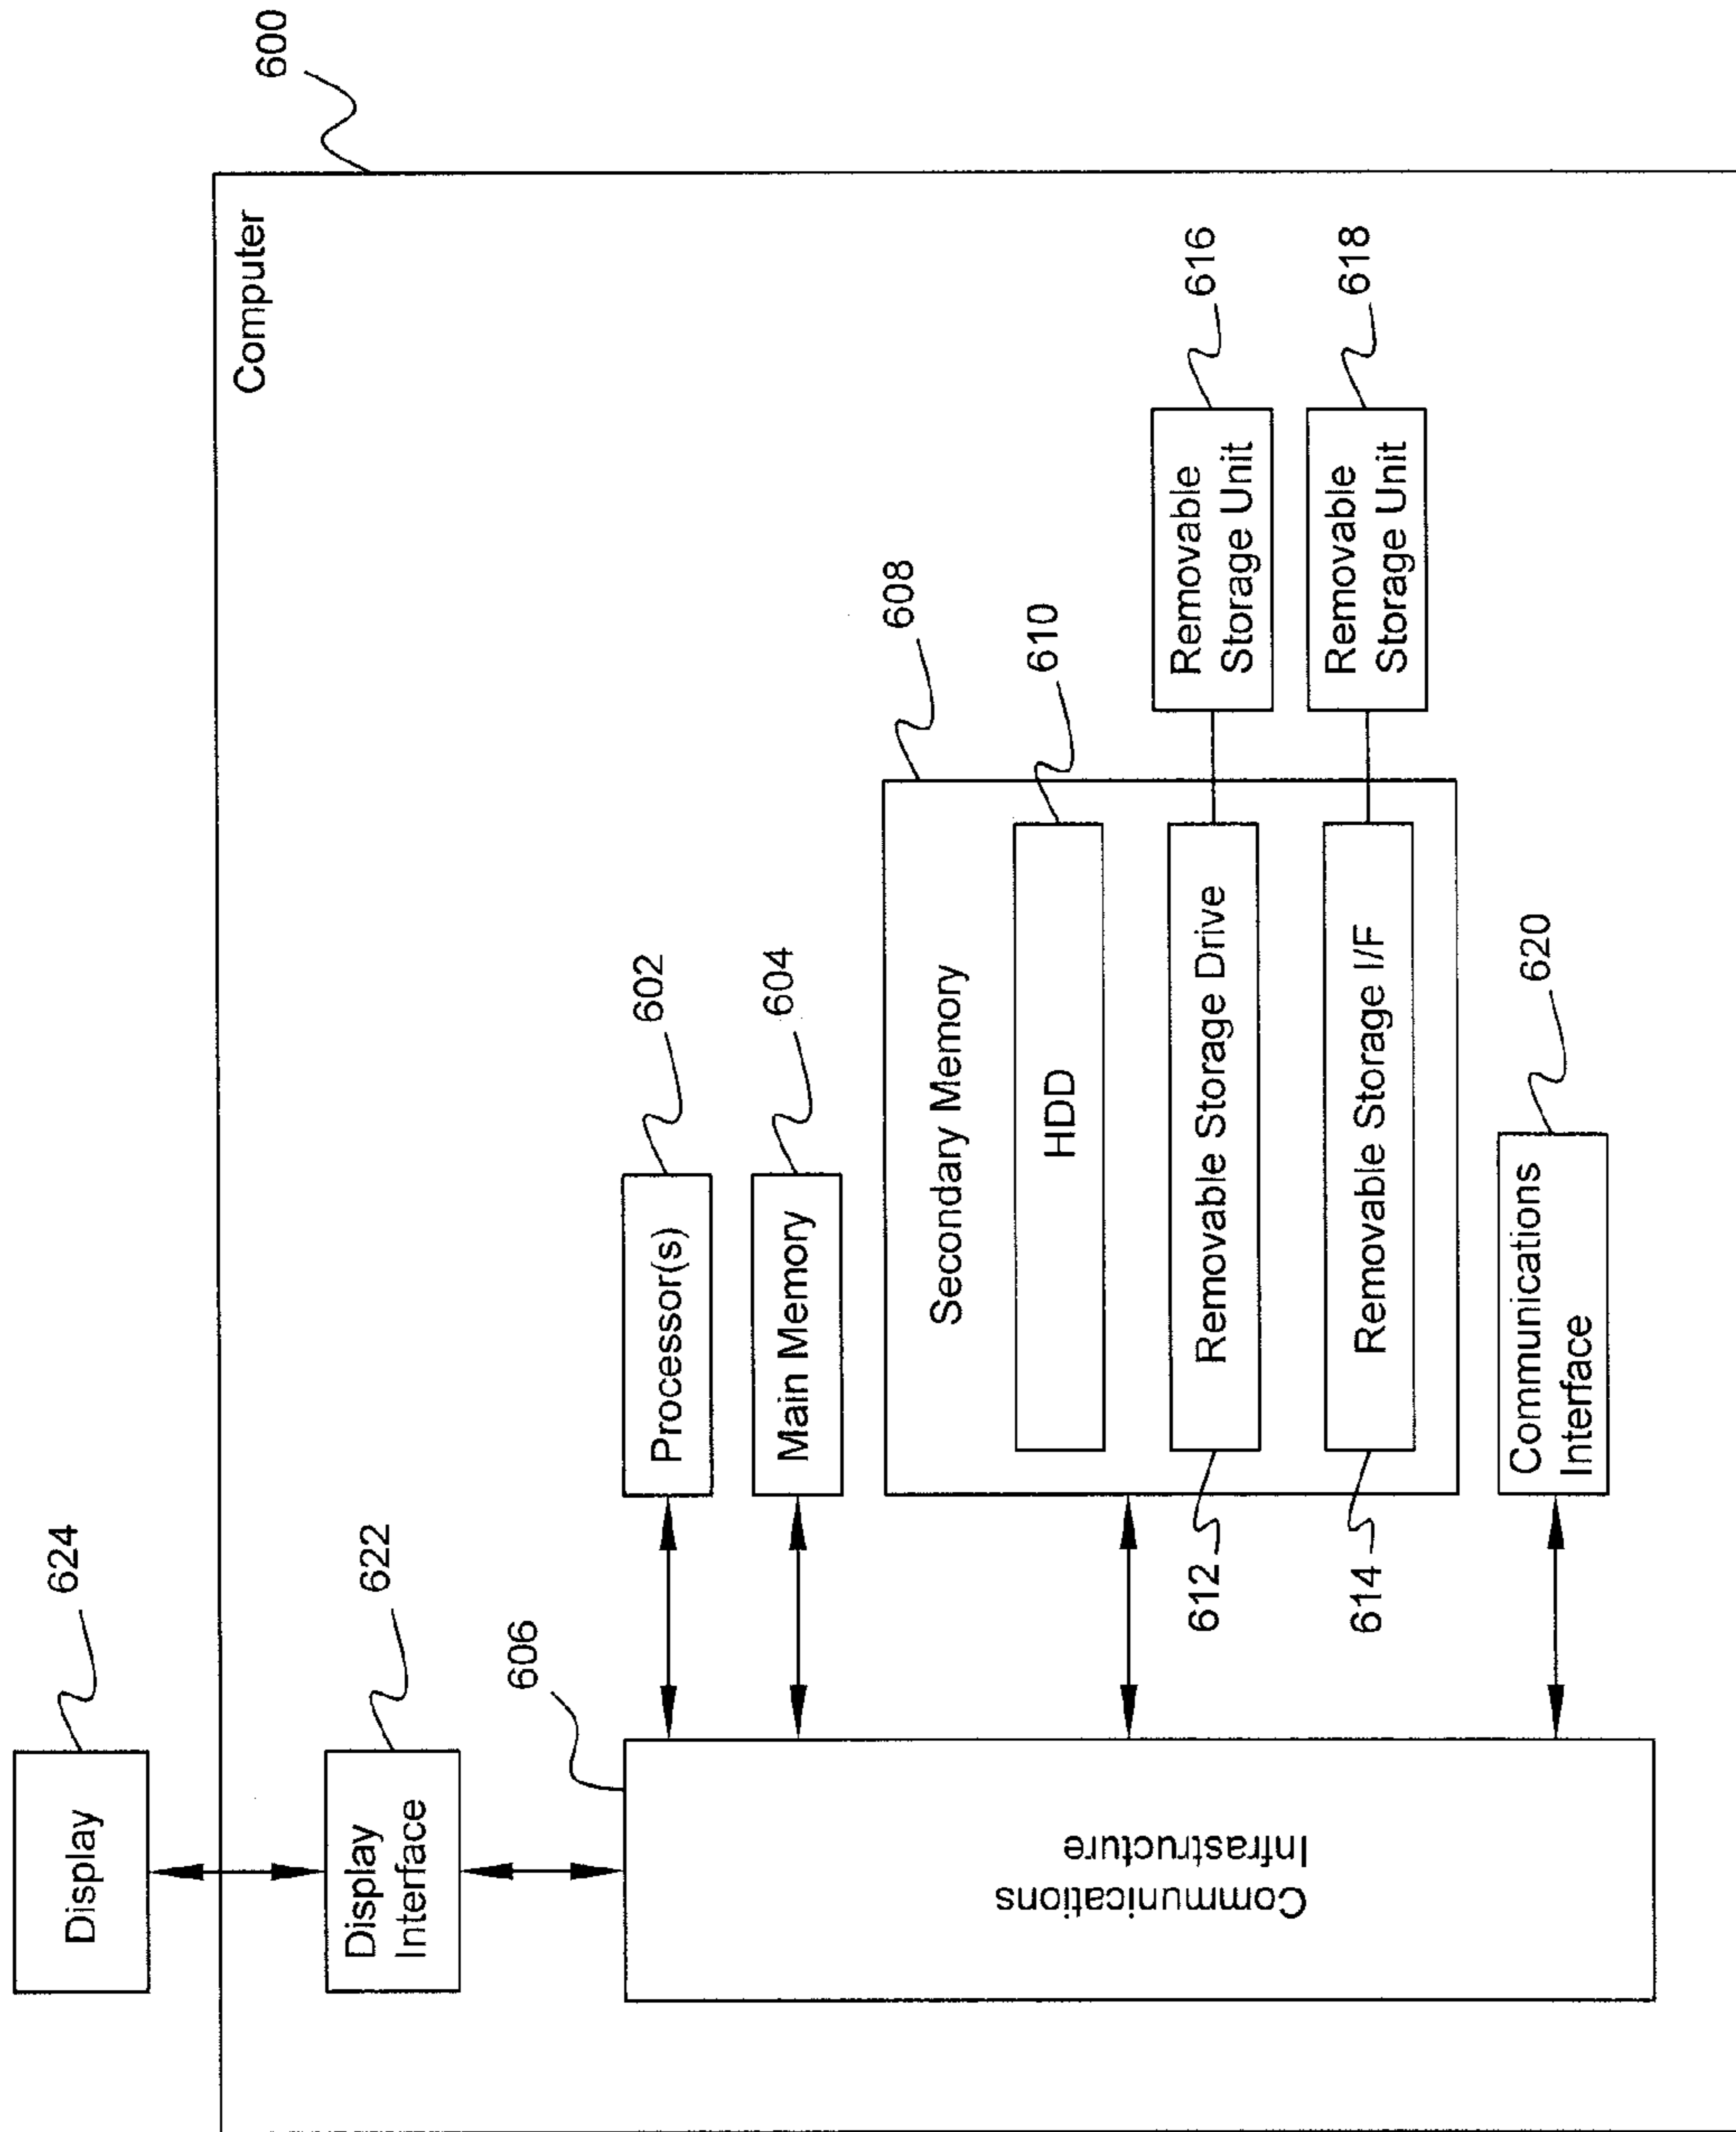 600
Computer
Display
624
Display
Interface
622
606
Communications
Infrastructure
Processor(s)
602
Main Memory
604
Secondary Memory
608
HDD
610
612
Removable Storage Drive
Removable
Storage Unit
616
614
Removable Storage I/F
Removable
Storage Unit
618
Communications
Interface
620